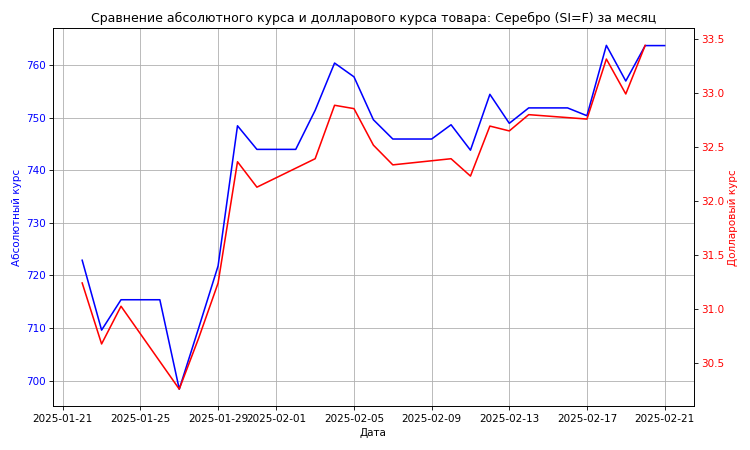 Сравнение абсолютного курса и долларового курса товара: Серебро (SI=F) за месяц
Абсолютный курс
760
750
740
730
720
710
700
33.5
33.0
32.5
32.0
31.5
31.0
30.5
Долларовый курс
2025-01-21 2025-01-25 2025-01-29 2025-02-01 2025-02-05 2025-02-09 2025-02-13 2025-02-17 2025-02-21
Дата